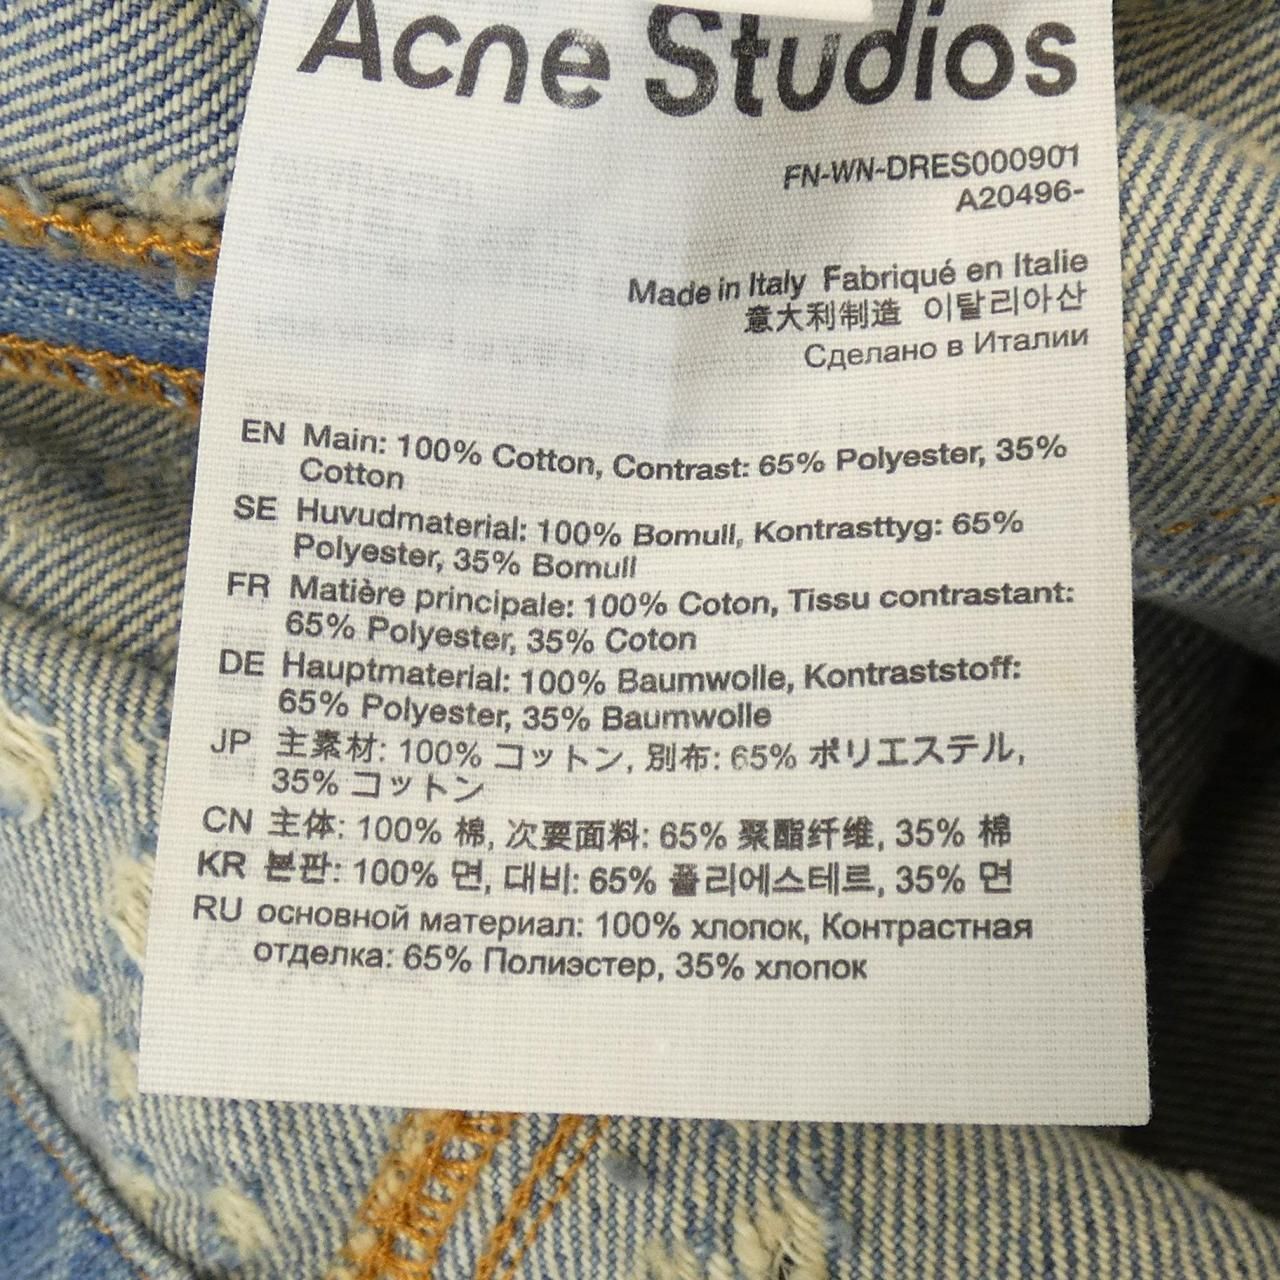 Acne Studios
FN-WN-DRES000901
A20496-
Made in Italy Fabriqué en Italie
意大利制造 이탈리아산
Сделано в Италии
EN Main: 100% Cotton, Contrast: 65% Polyester, 35%
Cotton
SE Huvudmaterial: 100% Bomull, Kontrasttyg: 65%
Polyester, 35% Bomull
FR Matière principale: 100% Coton, Tissu contrastant:
65% Polyester, 35% Coton
DE Hauptmaterial: 100% Baumwolle, Kontraststoff:
65% Polyester, 35% Baumwolle
JP 主素材: 100% コットン, 別布: 65% ポリエステル,
35% コットン
CN 主体: 100% 棉, 次要面料: 65% 聚酯纤维, 35% 棉
KR 본판: 100% 면, 대비: 65% 폴리에스테르, 35% 면
RU основной материал: 100% хлопок, Контрастная
отделка: 65% Полиэстер, 35% хлопок